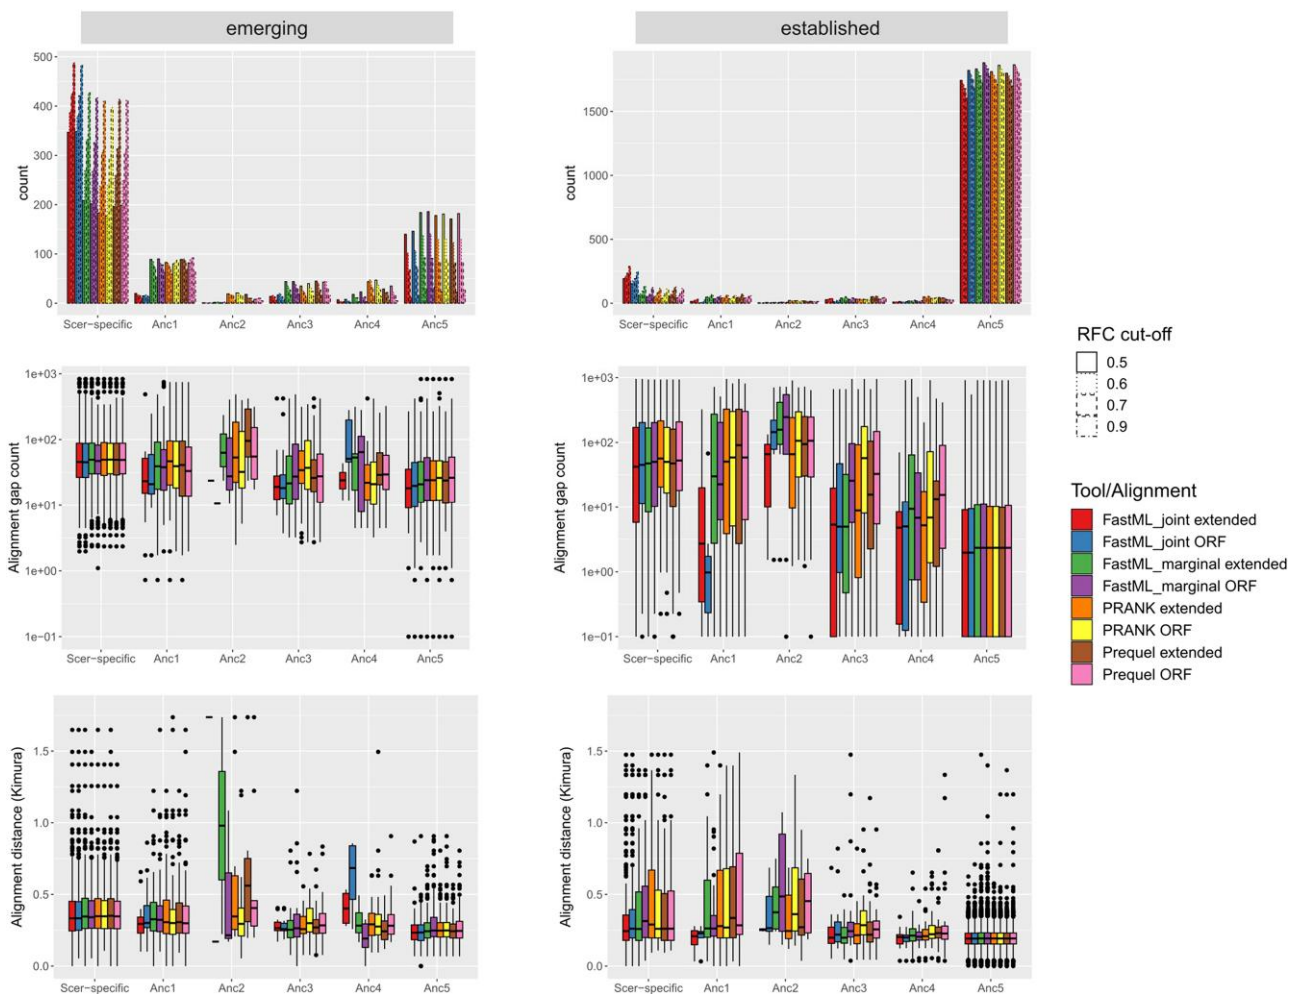 emerging
established
count
500
400
300
200
100
0
Scer-specific Anc1 Anc2 Anc3 Anc4 Anc5
count
1500
1000
500
0
Scer-specific Anc1 Anc2 Anc3 Anc4 Anc5
Alignment gap count
1e+03
1e+02
1e+01
1e+00
1e-01
Scer-specific Anc1 Anc2 Anc3 Anc4 Anc5
Alignment gap count
1e+03
1e+02
1e+01
1e+00
1e-01
Scer-specific Anc1 Anc2 Anc3 Anc4 Anc5
Alignment distance (Kimura)
1.5
1.0
0.5
0.0
Scer-specific Anc1 Anc2 Anc3 Anc4 Anc5
Alignment distance (Kimura)
1.5
1.0
0.5
0.0
Scer-specific Anc1 Anc2 Anc3 Anc4 Anc5
RFC cut-off
0.5
0.6
0.7
0.9
Tool/Alignment
FastML_joint extended
FastML_joint ORF
FastML_marginal extended
FastML_marginal ORF
PRANK extended
PRANK ORF
Prequel extended
Prequel ORF